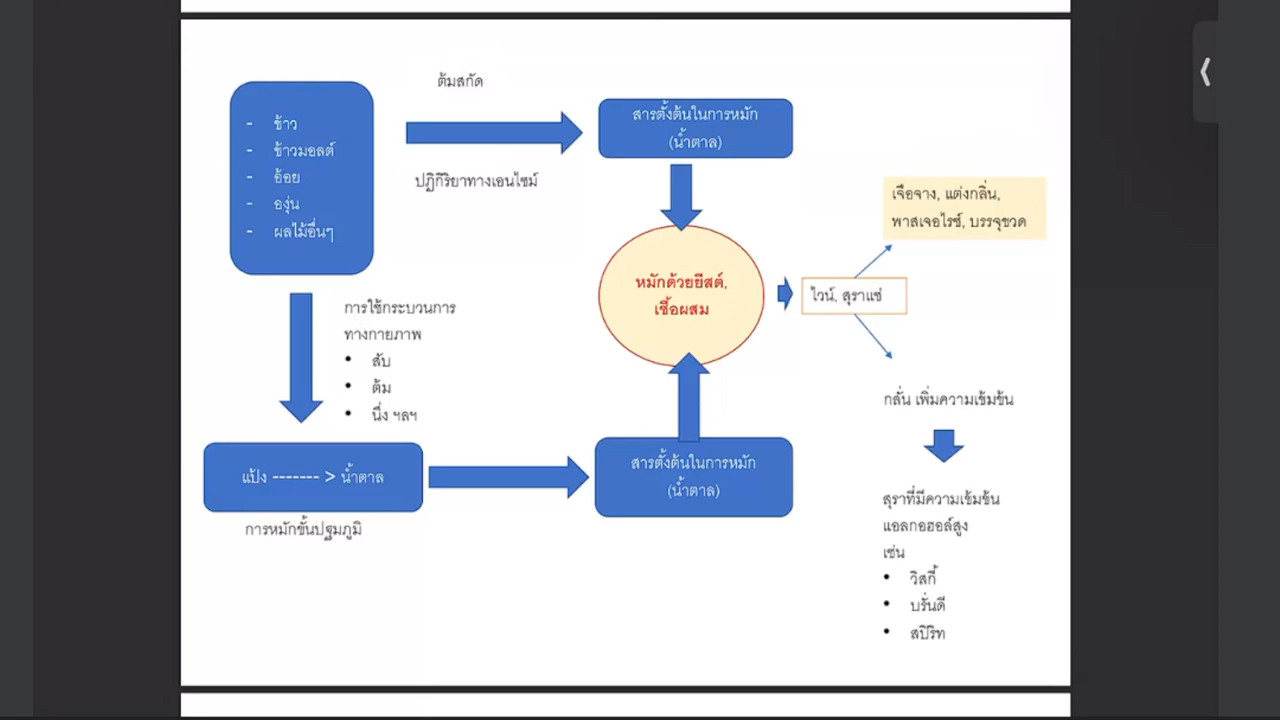 ต้มสกัด
- ข้าว
- ข้าวมอลต์
- อ้อย
- องุ่น
- ผลไม้อื่นๆ
ปฏิกิริยาทางเอนไซม์
สารตั้งต้นในการหมัก
(น้ำตาล)
เจือจาง, แต่งกลิ่น,
พาสเจอไรซ์, บรรจุขวด
หมักด้วยยีสต์,
เชื้อผสม
ไวน์, สุราแช่
การใช้กระบวนการ
ทางกายภาพ
• สับ
• ต้ม
• นึ่ง ฯลฯ
กลั่น เพิ่มความเข้มข้น
แป้ง ------- > น้ำตาล
การหมักขั้นปฐมภูมิ
สารตั้งต้นในการหมัก
(น้ำตาล)
สุราที่มีความเข้มข้น
แอลกอฮอล์สูง
เช่น
• วิสกี้
• บรั่นดี
• สปิริท